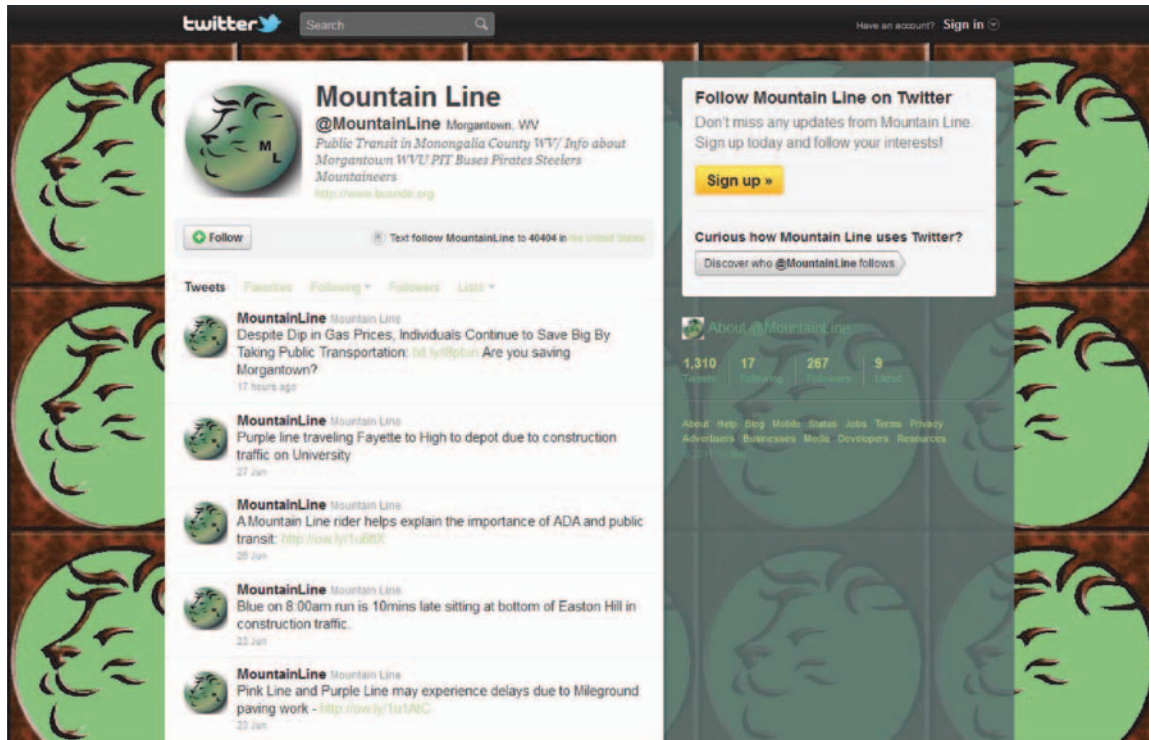 twitter
Search
Have an account? Sign in
Mountain Line
@MountainLine Morgantown, WV
Public Transit in Monongalia County WV/ Info about
Morgantown WVU PIT Buses Pirates Steelers
Mountaineers
http://www.busride.org
M
L
Follow
Text follow MountainLine to 40404 in the United States
Tweets Favorites Following Followers Lists
MountainLine Mountain Line
Despite Dip in Gas Prices, Individuals Continue to Save Big By
Taking Public Transportation: Are you saving
Morgantown?
17 hours ago
MountainLine Mountain Line
Purple line traveling Fayette to High to depot due to construction
traffic on University
27 Jun
MountainLine Mountain Line
A Mountain Line rider helps explain the importance of ADA and public
transit:
26 Jun
MountainLine Mountain Line
Blue on 8:00am run is 10mins late sitting at bottom of Easton Hill in
construction traffic.
23 Jun
MountainLine Mountain Line
Pink Line and Purple Line may experience delays due to Mileground
paving work - http://ow.ly/1u1AtC
23 Jun
Follow Mountain Line on Twitter
Don't miss any updates from Mountain Line.
Sign up today and follow your interests!
Sign up »
Curious how Mountain Line uses Twitter?
Discover who @MountainLine follows
About @MountainLine
1,310 17 267 9
Tweets Following Followers Listed
About Help Blog Mobile Status Jobs Terms Privacy
Advertisers Businesses Media Developers Resources